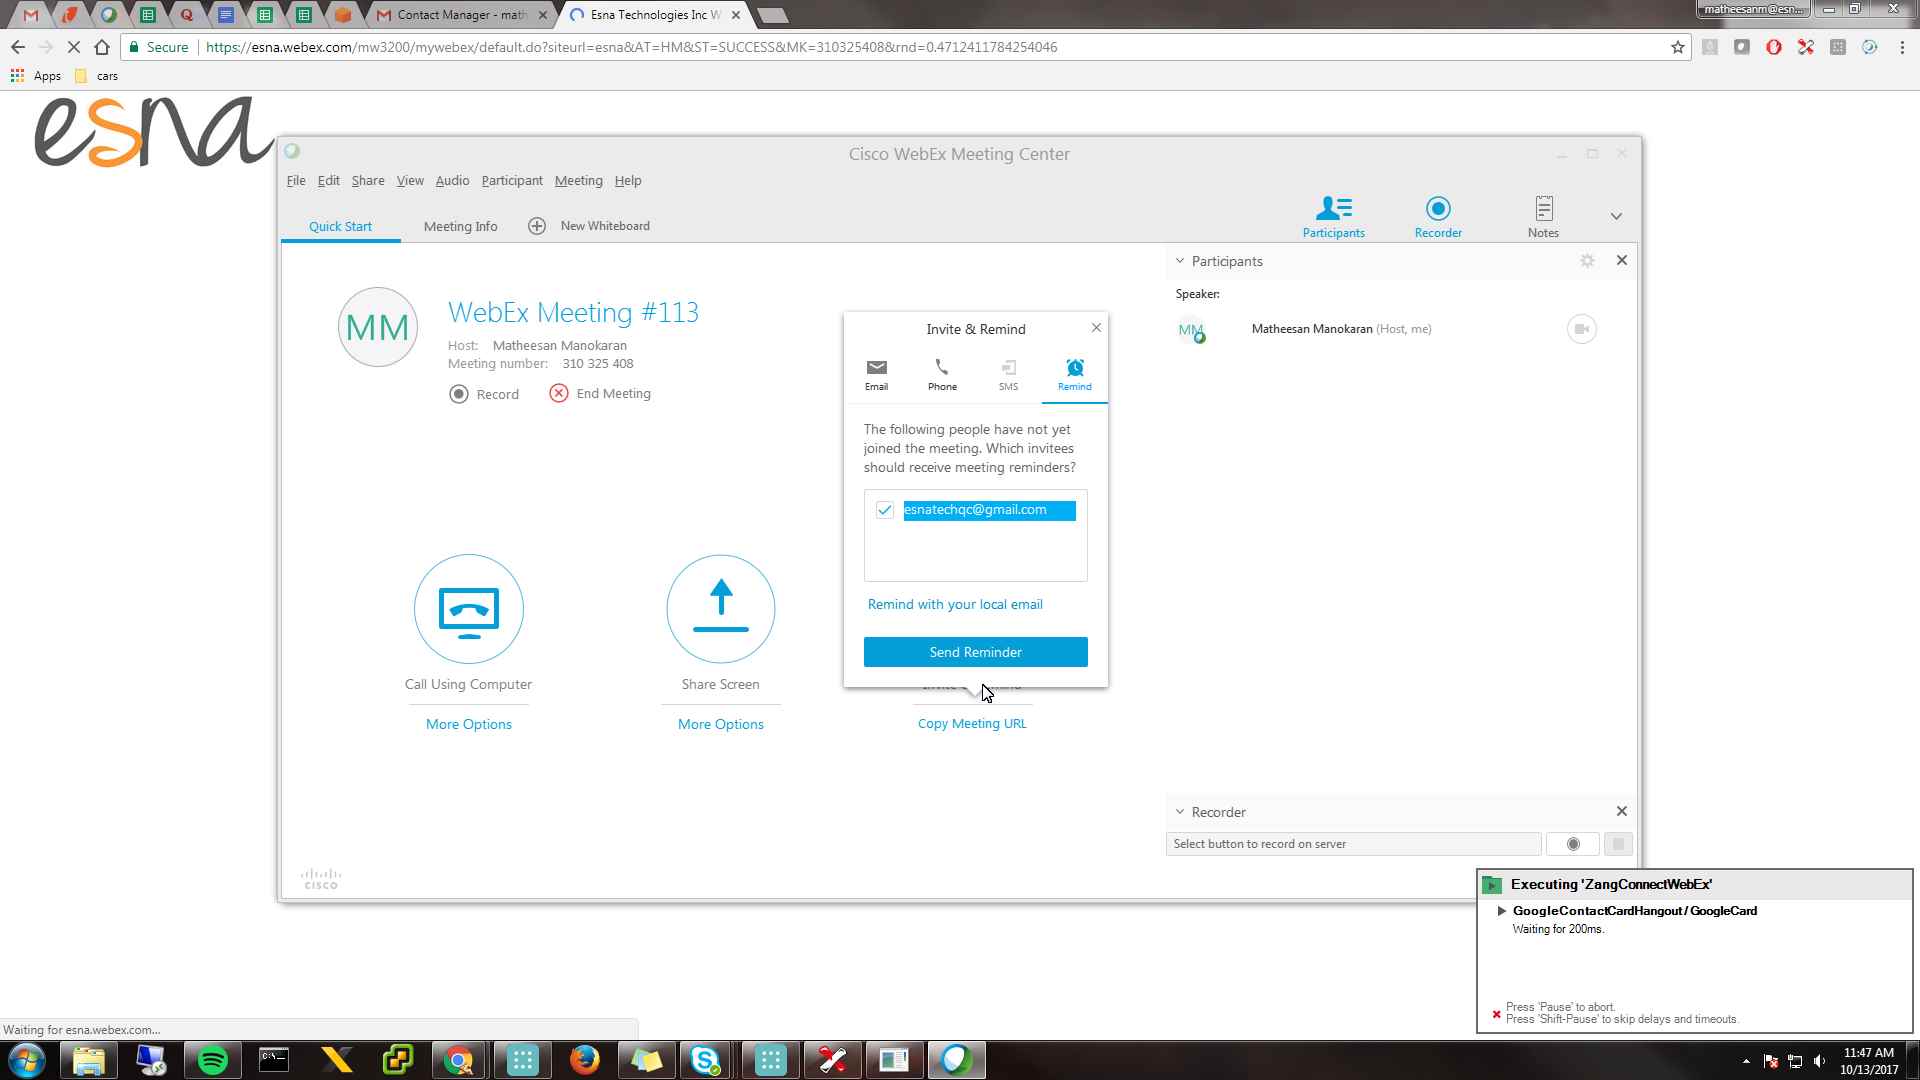 Contact Manager - math
Esna Technologies Inc W
matheesanm@esn...
Secure
https://esna.webex.com/mw3200/mywebex/default.do?siteurl=esna&AT=HM&ST=SUCCESS&MK=310325408&rnd=0.4712411784254046
Apps
cars
esna
Cisco WebEx Meeting Center
File Edit Share View Audio Participant Meeting Help
Quick Start
Meeting Info
New Whiteboard
Participants
Recorder
Notes
MM
WebEx Meeting #113
Host: Matheesan Manokaran
Meeting number: 310 325 408
Record
End Meeting
Call Using Computer
More Options
Share Screen
More Options
Invite & Remind
Email
Phone
SMS
Remind
The following people have not yet
joined the meeting. Which invitees
should receive meeting reminders?
esnatechqc@gmail.com
Remind with your local email
Send Reminder
Copy Meeting URL
Participants
Speaker:
MM
Matheesan Manokaran (Host, me)
Recorder
Select button to record on server
CISCO
Executing 'ZangConnectWebEx'
GoogleContactCardHangout / GoogleCard
Waiting for 200ms.
Press 'Pause' to abort.
Press 'Shift-Pause' to skip delays and timeouts.
Waiting for esna.webex.com...
11:47 AM
10/13/2017